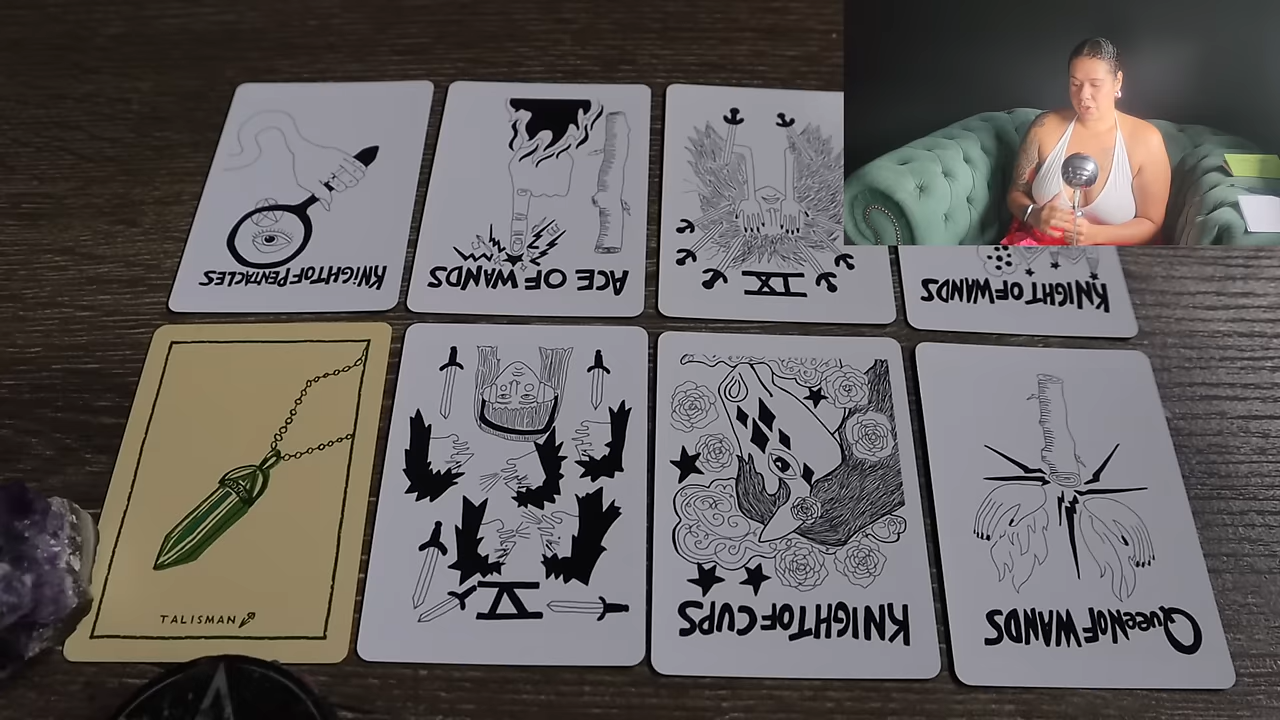 KNIGHT OF PENTACLES
ACE OF WANDS
IX
KNIGHT OF WANDS
TALISMAN
V
KNIGHT OF CUPS
QUEEN OF WANDS